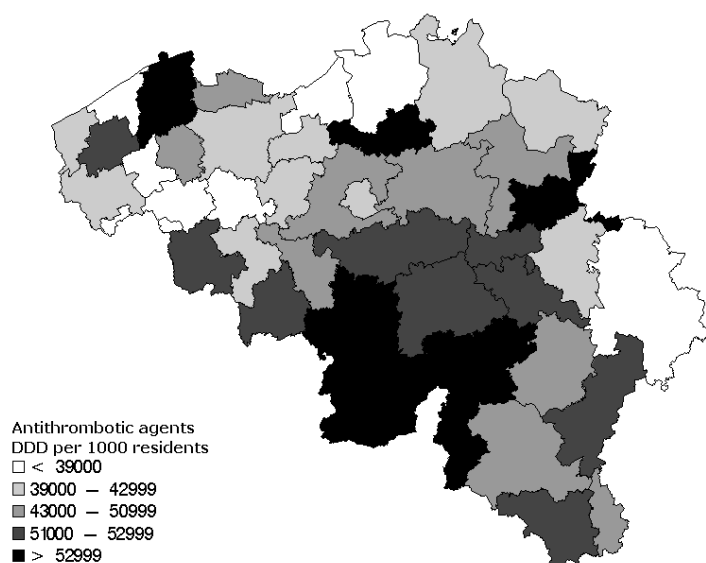 Antithrombotic agents
DDD per 1000 residents
< 39000
39000 – 42999
43000 – 50999
51000 – 52999
> 52999